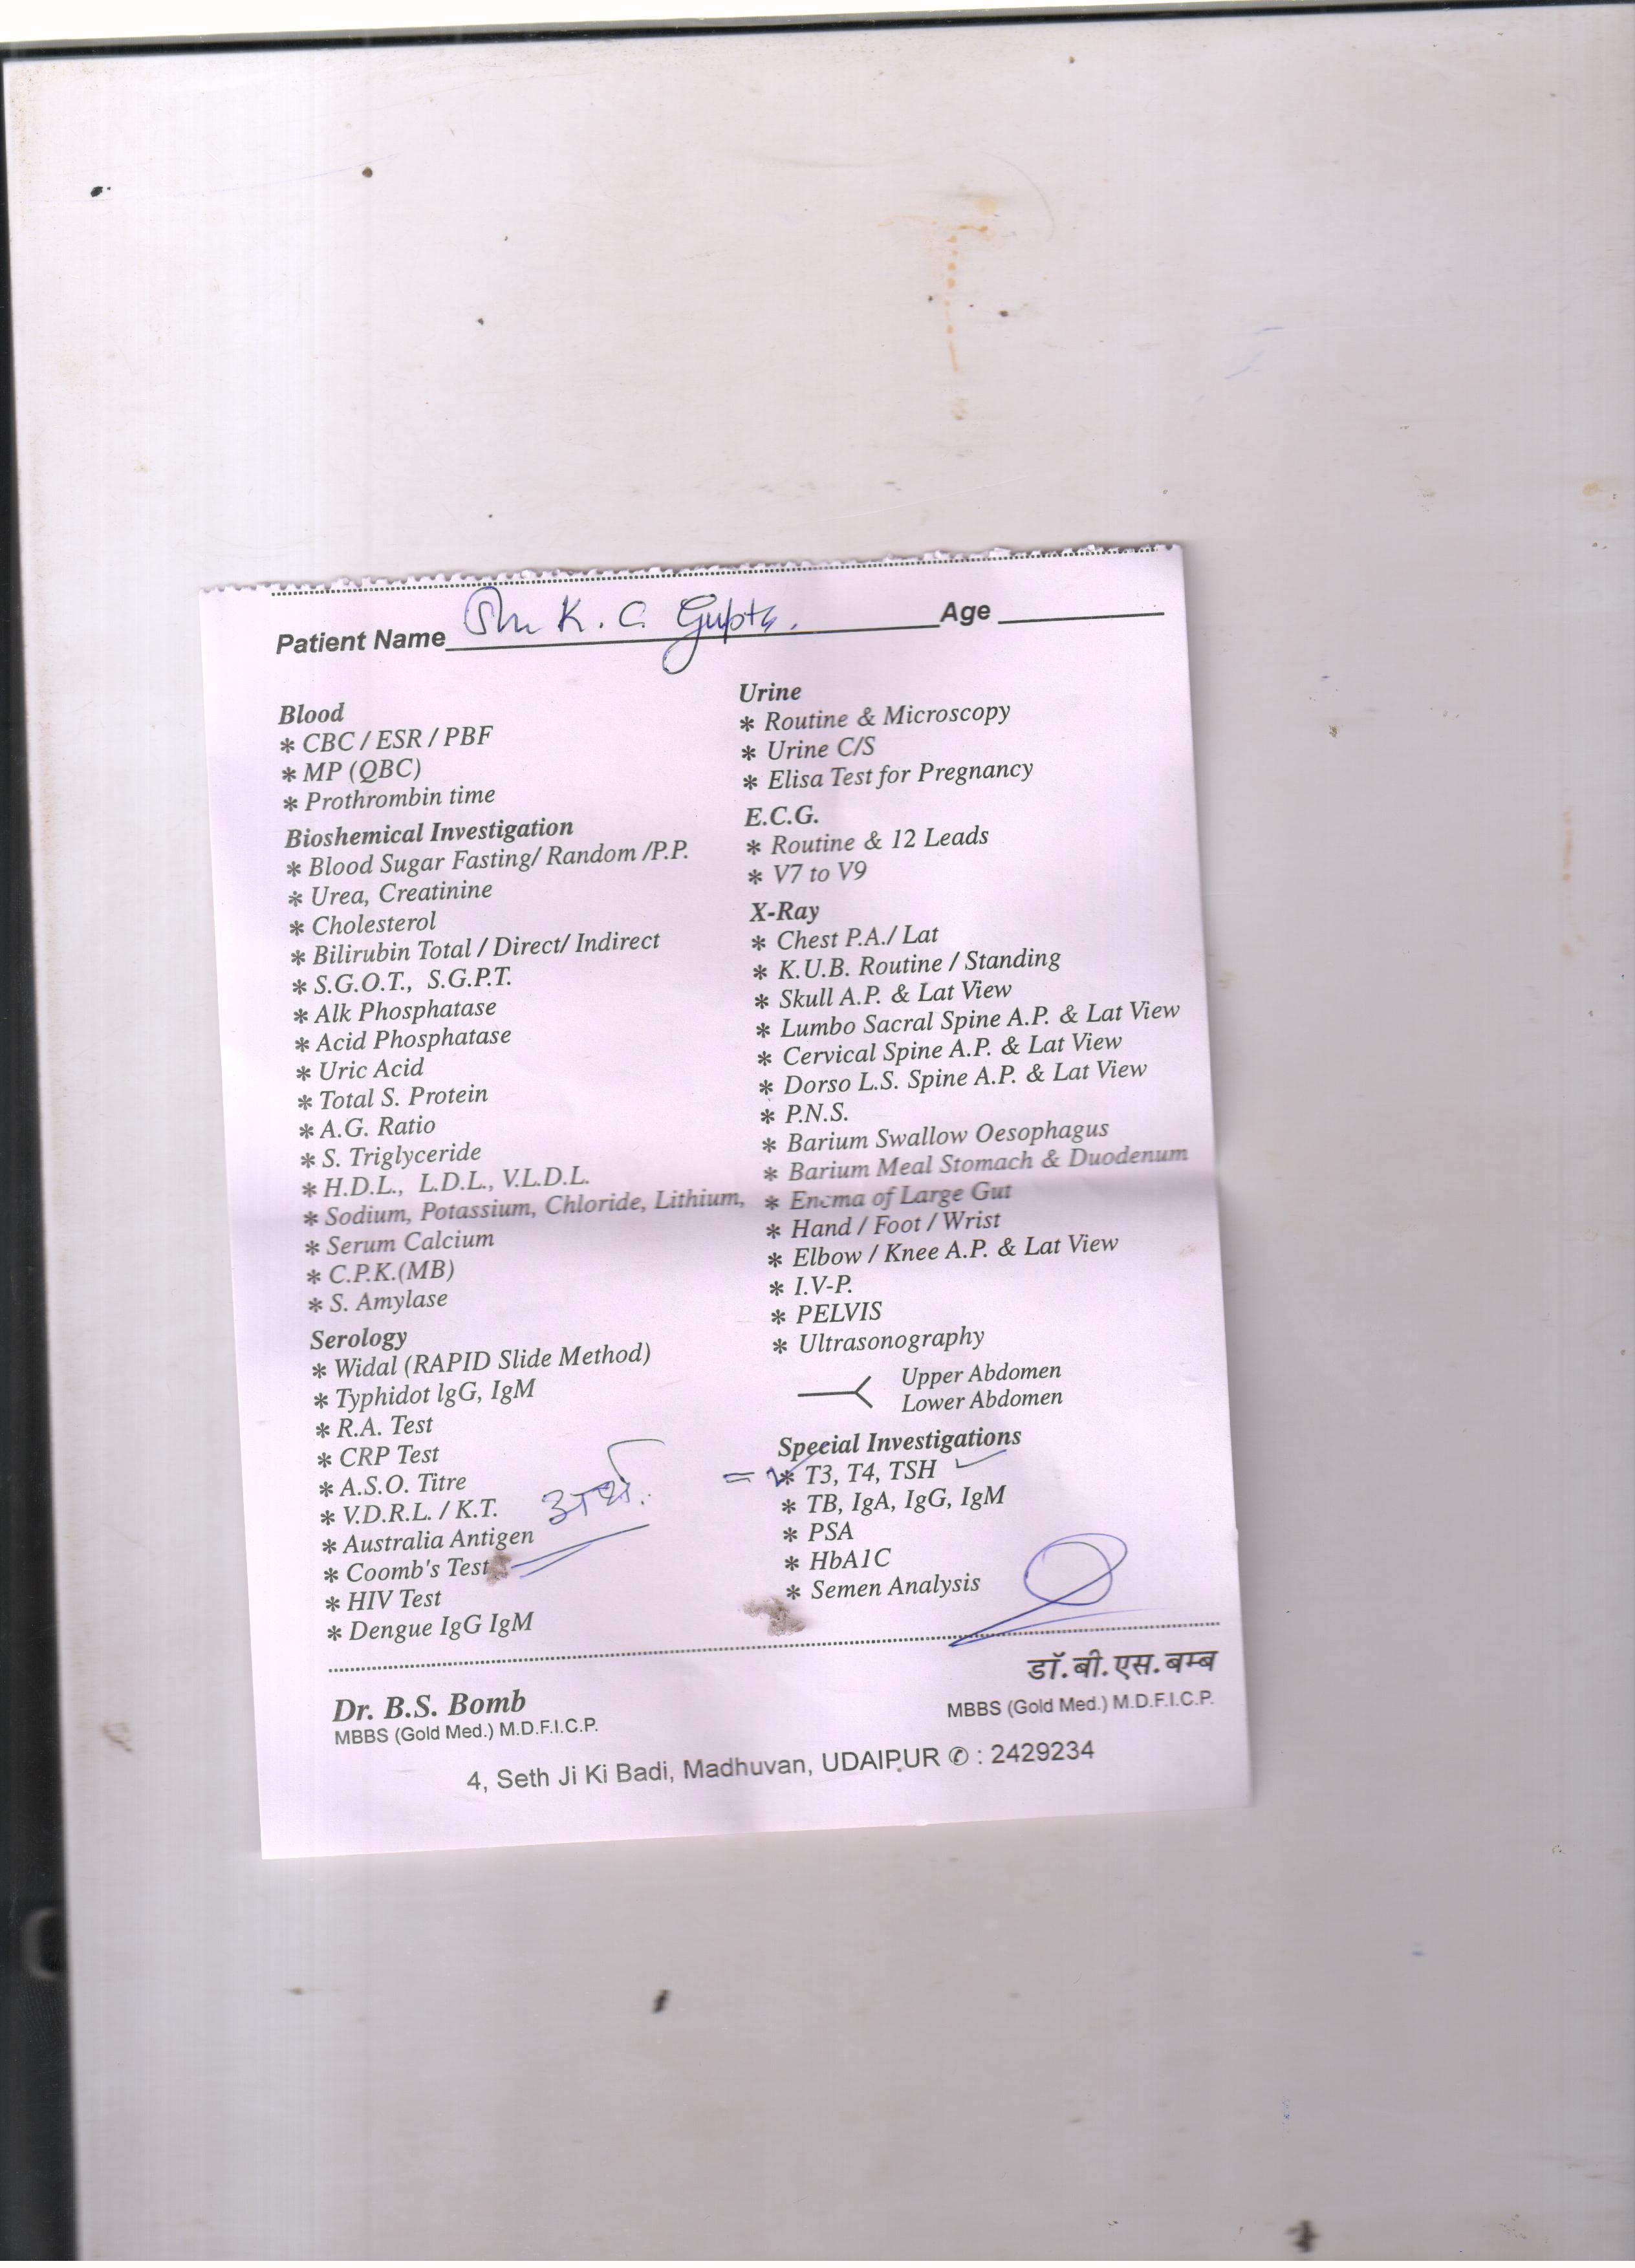 Patient Name Shri K. C. Gupta. Age
Blood
* CBC / ESR / PBF
* MP (QBC)
* Prothrombin time
Bioshemical Investigation
* Blood Sugar Fasting/ Random /P.P.
* Urea, Creatinine
* Cholesterol
* Bilirubin Total / Direct/ Indirect
* S.G.O.T., S.G.P.T.
* Alk Phosphatase
* Acid Phosphatase
* Uric Acid
* Total S. Protein
* A.G. Ratio
* S. Triglyceride
* H.D.L., L.D.L., V.L.D.L.
* Sodium, Potassium, Chloride, Lithium,
* Serum Calcium
* C.P.K.(MB)
* S. Amylase
Serology
* Widal (RAPID Slide Method)
* Typhidot lgG, IgM
* R.A. Test
* CRP Test
* A.S.O. Titre
* V.D.R.L. / K.T.
* Australia Antigen
* Coomb's Test
* HIV Test
* Dengue IgG IgM
Urine
* Routine & Microscopy
* Urine C/S
* Elisa Test for Pregnancy
E.C.G.
* Routine & 12 Leads
* V7 to V9
X-Ray
* Chest P.A./ Lat
* K.U.B. Routine / Standing
* Skull A.P. & Lat View
* Lumbo Sacral Spine A.P. & Lat View
* Cervical Spine A.P. & Lat View
* Dorso L.S. Spine A.P. & Lat View
* P.N.S.
* Barium Swallow Oesophagus
* Barium Meal Stomach & Duodenum
* Enema of Large Gut
* Hand / Foot / Wrist
* Elbow / Knee A.P. & Lat View
* I.V-P.
* PELVIS
* Ultrasonography
Upper Abdomen
Lower Abdomen
Special Investigations
= ✓* T3, T4, TSH ✓
* TB, IgA, IgG, IgM
* PSA
* HbA1C
* Semen Analysis
Dr. B.S. Bomb
MBBS (Gold Med.) M.D.F.I.C.P.
डॉ. बी. एस. बम्ब
MBBS (Gold Med.) M.D.F.I.C.P.
4, Seth Ji Ki Badi, Madhuvan, UDAIPUR ✆ : 2429234